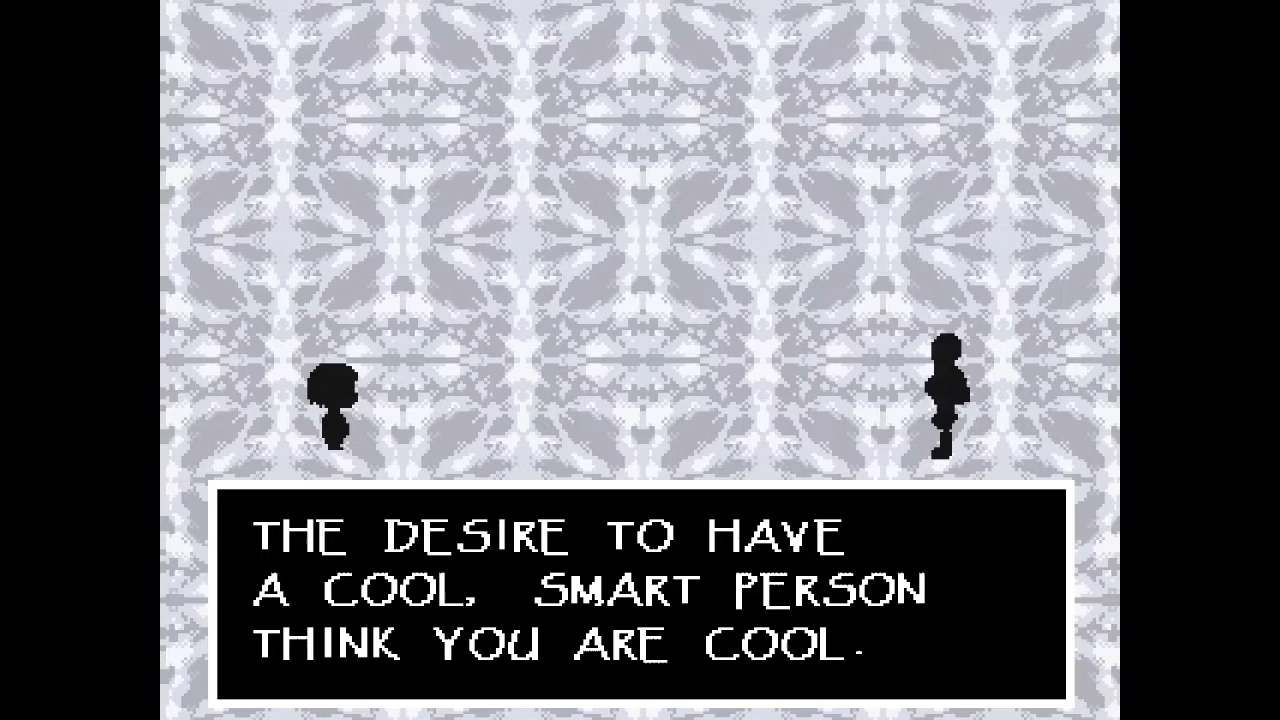 THE DESIRE TO HAVE
A COOL, SMART PERSON
THINK YOU ARE COOL.